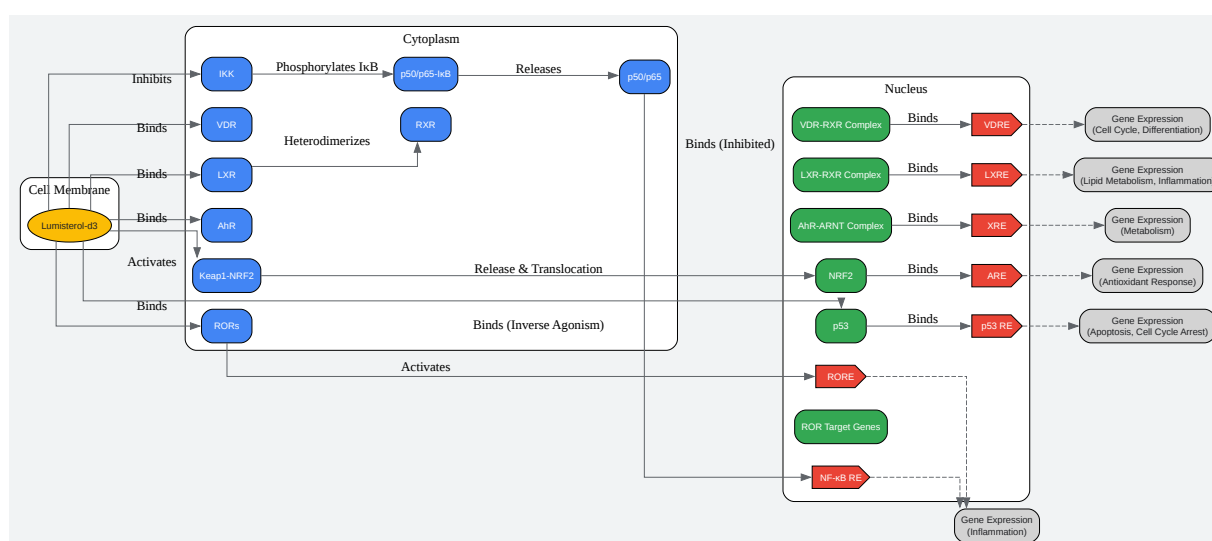 Cytoplasm
IKK
Phosphorylates IκB
p50/p65-IκB
Releases
p50/p65
Inhibits
VDR
Binds
RXR
Heterodimerizes
LXR
Binds
Cell Membrane
Lumisterol-d3
Binds
AhR
Activates
Keap1-NRF2
Release & Translocation
Binds
RORs
Binds (Inverse Agonism)
Activates
Binds (Inhibited)
Nucleus
VDR-RXR Complex
Binds
VDRE
Gene Expression
(Cell Cycle, Differentiation)
LXR-RXR Complex
Binds
LXRE
Gene Expression
(Lipid Metabolism, Inflammation)
AhR-ARNT Complex
Binds
XRE
Gene Expression
(Metabolism)
NRF2
Binds
ARE
Gene Expression
(Antioxidant Response)
p53
Binds
p53 RE
Gene Expression
(Apoptosis, Cell Cycle Arrest)
RORE
ROR Target Genes
NF-κB RE
Gene Expression
(Inflammation)